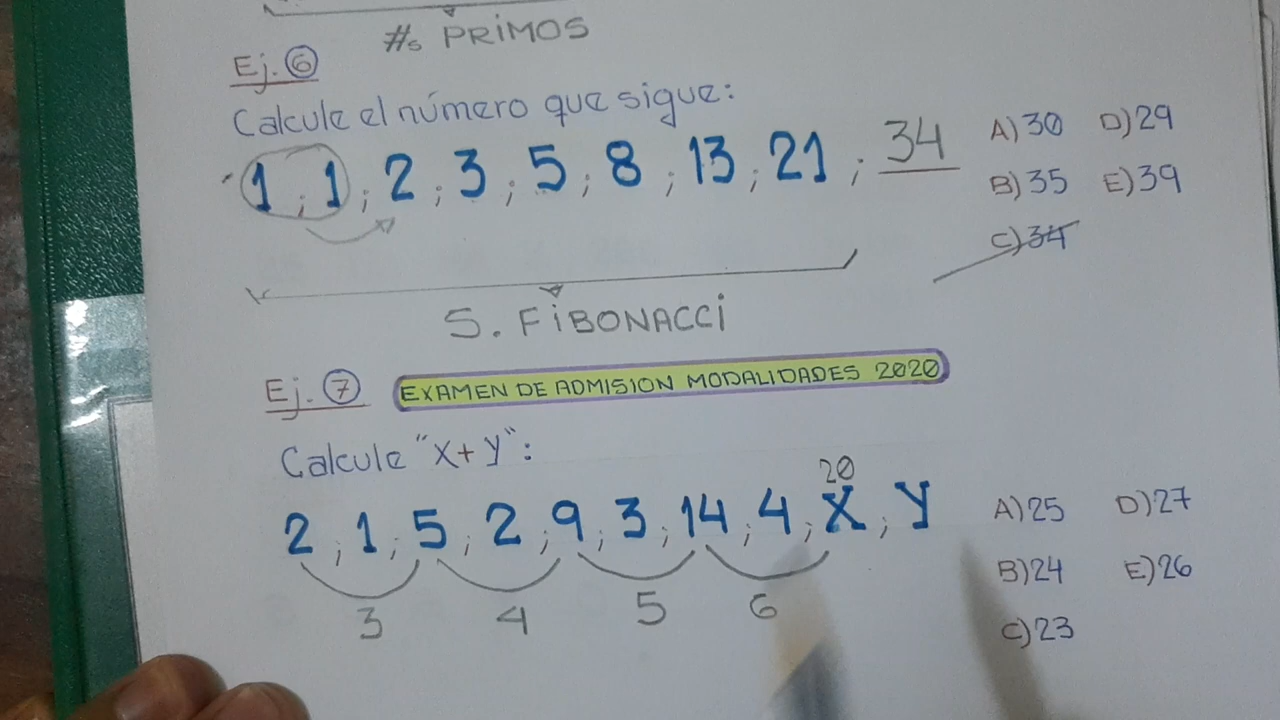 #s PRiMOS
Ej. 6
Calcule el número que sigue:
1 ; 1 ; 2 ; 3 ; 5 ; 8 ; 13 ; 21 ; 34
A) 30 D) 29
B) 35 E) 39
C) 34
S. FiBONACCi
Ej. 7 EXAMEN DE ADMISION MODALIDADES 2020
Calcule "X+Y":
20
2 ; 1 ; 5 ; 2 ; 9 ; 3 ; 14 ; 4 ; X ; Y
3 4 5 6
A) 25 D) 27
B) 24 E) 26
C) 23